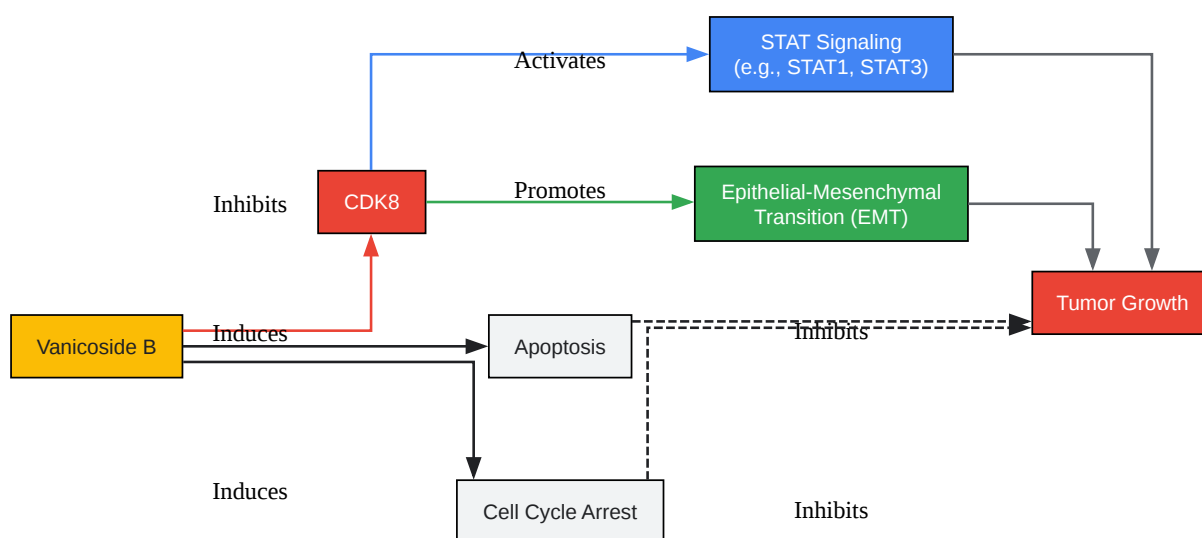 STAT Signaling
(e.g., STAT1, STAT3)
Activates
Inhibits
CDK8
Promotes
Epithelial-Mesenchymal
Transition (EMT)
Tumor Growth
Vanicoside B
Induces
Apoptosis
Inhibits
Induces
Cell Cycle Arrest
Inhibits